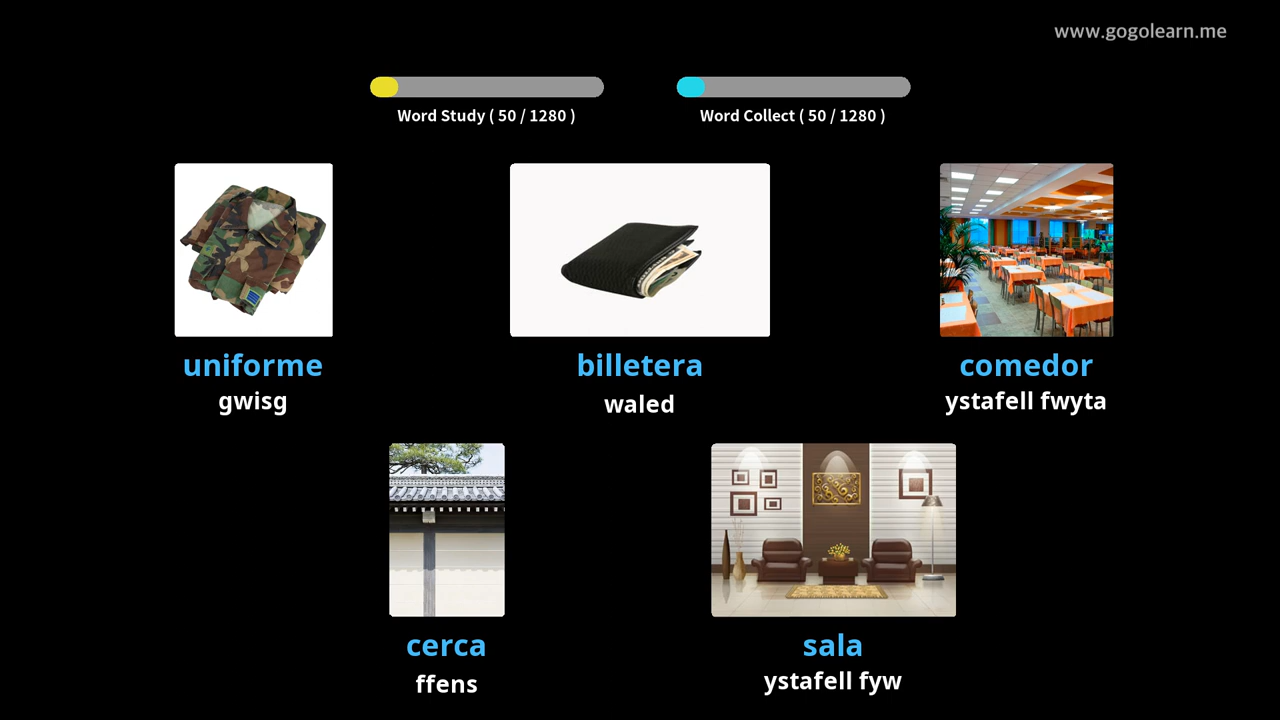 www.gogolearn.me
Word Study ( 50 / 1280 )
Word Collect ( 50 / 1280 )
uniforme
gwisg
billetera
waled
comedor
ystafell fwyta
cerca
ffens
sala
ystafell fyw